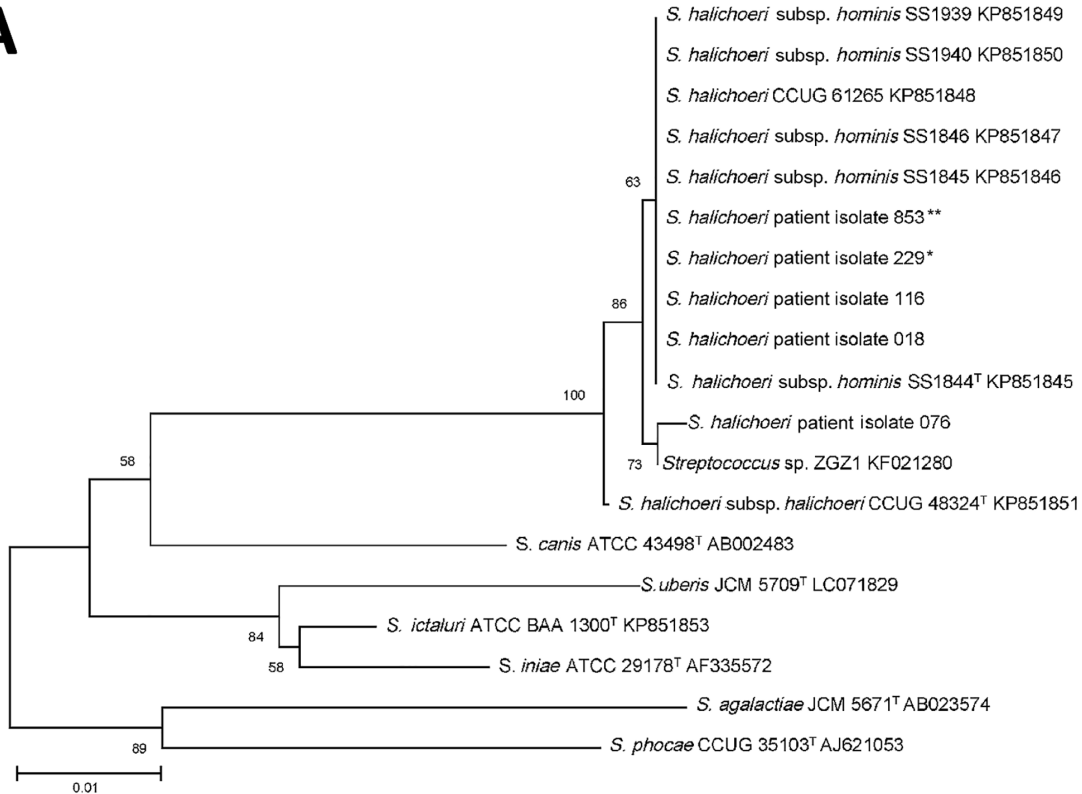 A
S. halichoeri subsp. hominis SS1939 KP851849
S. halichoeri subsp. hominis SS1940 KP851850
S. halichoeri CCUG 61265 KP851848
S. halichoeri subsp. hominis SS1846 KP851847
63
S. halichoeri subsp. hominis SS1845 KP851846
S. halichoeri patient isolate 853**
S. halichoeri patient isolate 229*
86
S. halichoeri patient isolate 116
S. halichoeri patient isolate 018
100
S. halichoeri subsp. hominis SS1844ᵀ KP851845
S. halichoeri patient isolate 076
58
73
Streptococcus sp. ZGZ1 KF021280
S. halichoeri subsp. halichoeri CCUG 48324ᵀ KP851851
S. canis ATCC 43498ᵀ AB002483
S.uberis JCM 5709ᵀ LC071829
84
S. ictaluri ATCC BAA 1300ᵀ KP851853
58
S. iniae ATCC 29178ᵀ AF335572
S. agalactiae JCM 5671ᵀ AB023574
89
S. phocae CCUG 35103ᵀ AJ621053
0.01